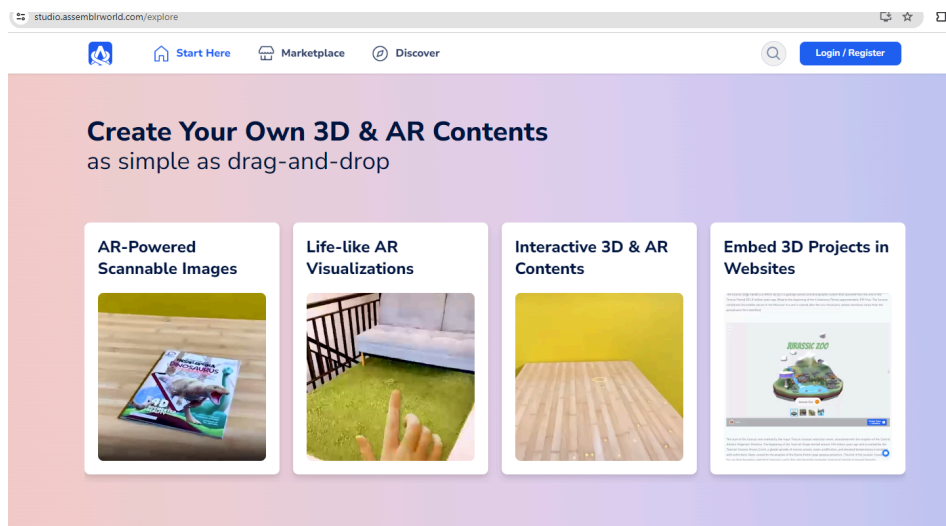 studio.assemblrworld.com/explore
Start Here
Marketplace
Discover
Login / Register
Create Your Own 3D & AR Contents
as simple as drag-and-drop
AR-Powered
Scannable Images
Life-like AR
Visualizations
Interactive 3D & AR
Contents
Embed 3D Projects in
Websites
DINOSAURUS
4D
JURASSIC ZOO